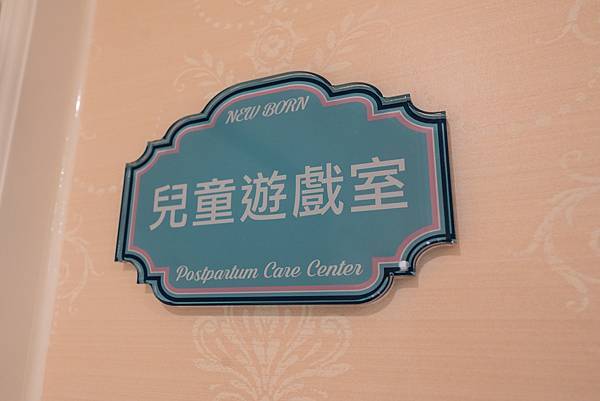 NEW BORN
兒童遊戲室
Postpartum Care Center